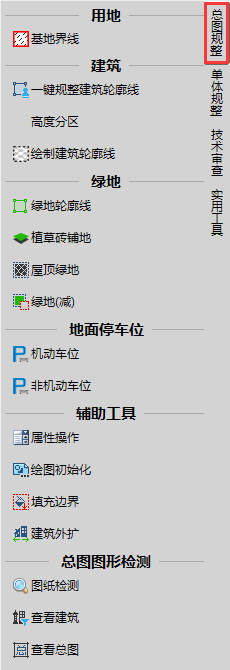 用地
基地界线
建筑
一键规整建筑轮廓线
高度分区
绘制建筑轮廓线
绿地
绿地轮廓线
植草砖铺地
屋顶绿地
绿地(减)
地面停车位
机动车位
非机动车位
辅助工具
属性操作
绘图初始化
填充边界
建筑外扩
总图图形检测
图纸检测
查看建筑
查看总图
总图规整
单体规整
技术审查
实用工具